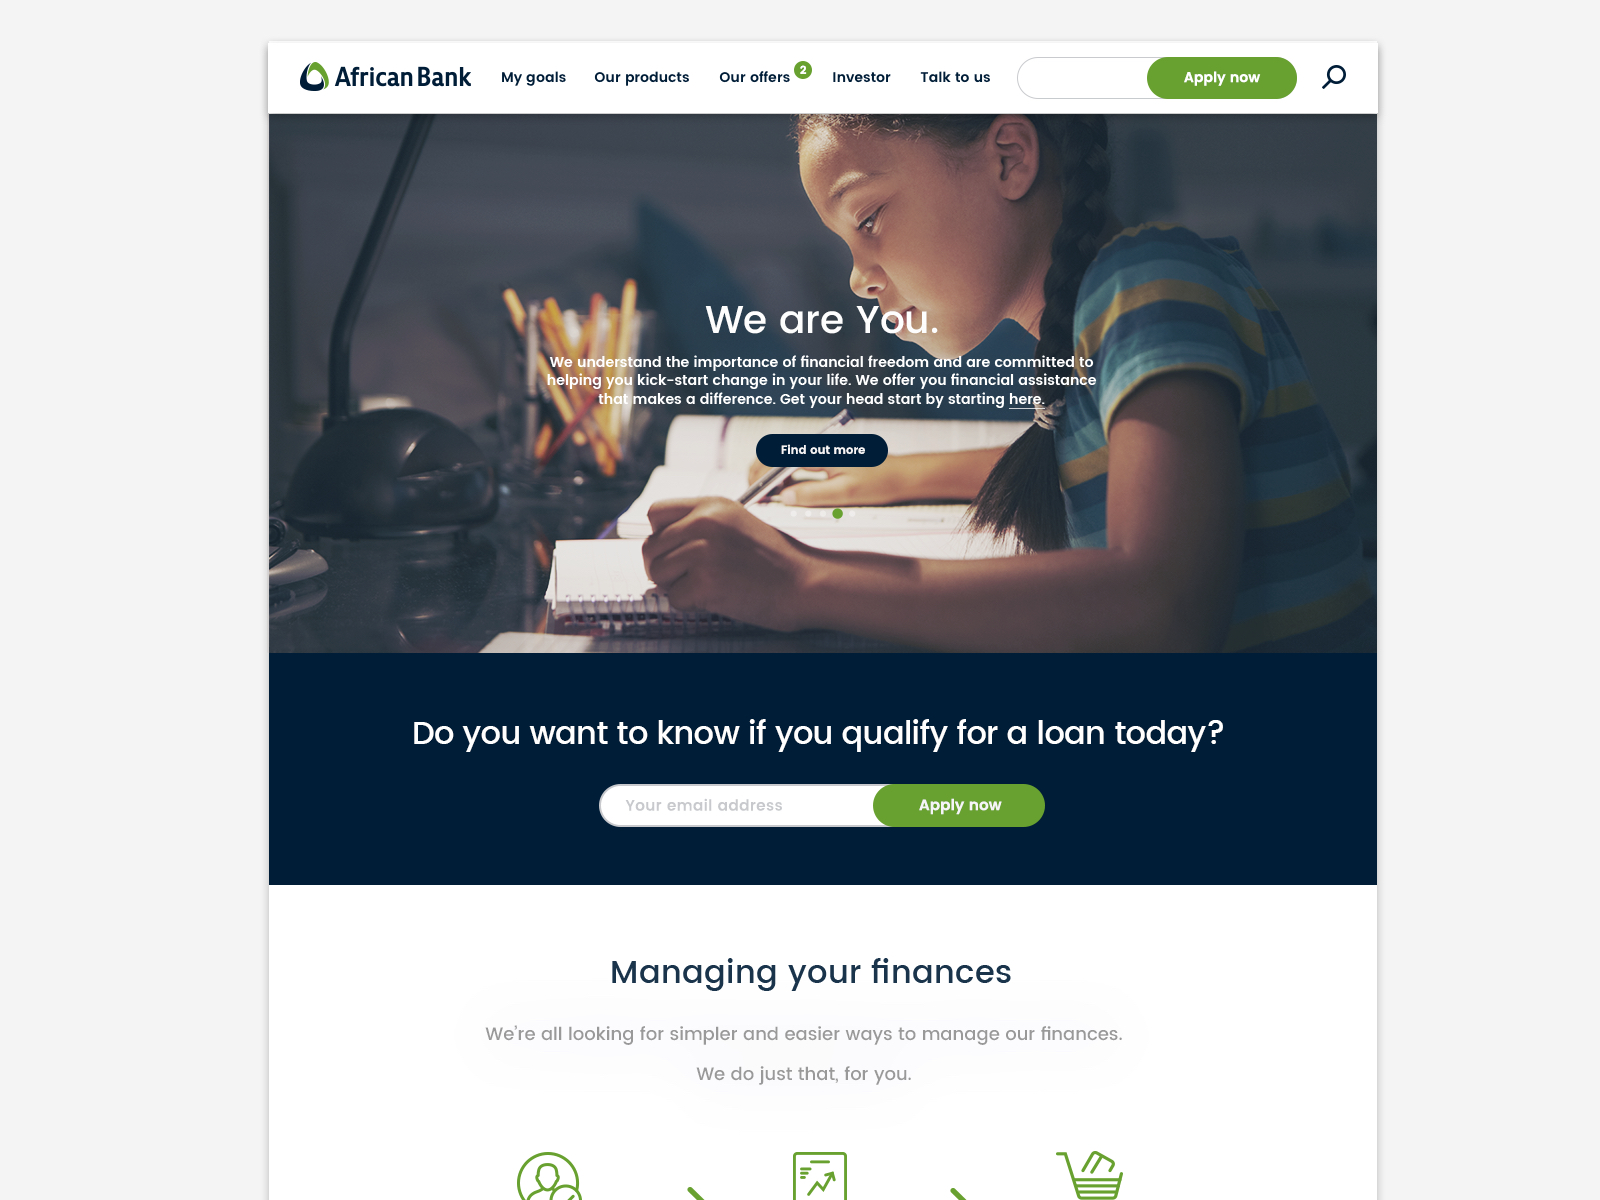 African Bank
My goals
Our products
Our offers 2
Investor
Talk to us
Apply now
We are You.
We understand the importance of financial freedom and are committed to
helping you kick-start change in your life. We offer you financial assistance
that makes a difference. Get your head start by starting here.
Find out more
Do you want to know if you qualify for a loan today?
Your email address
Apply now
Managing your finances
We're all looking for simpler and easier ways to manage our finances.
We do just that, for you.